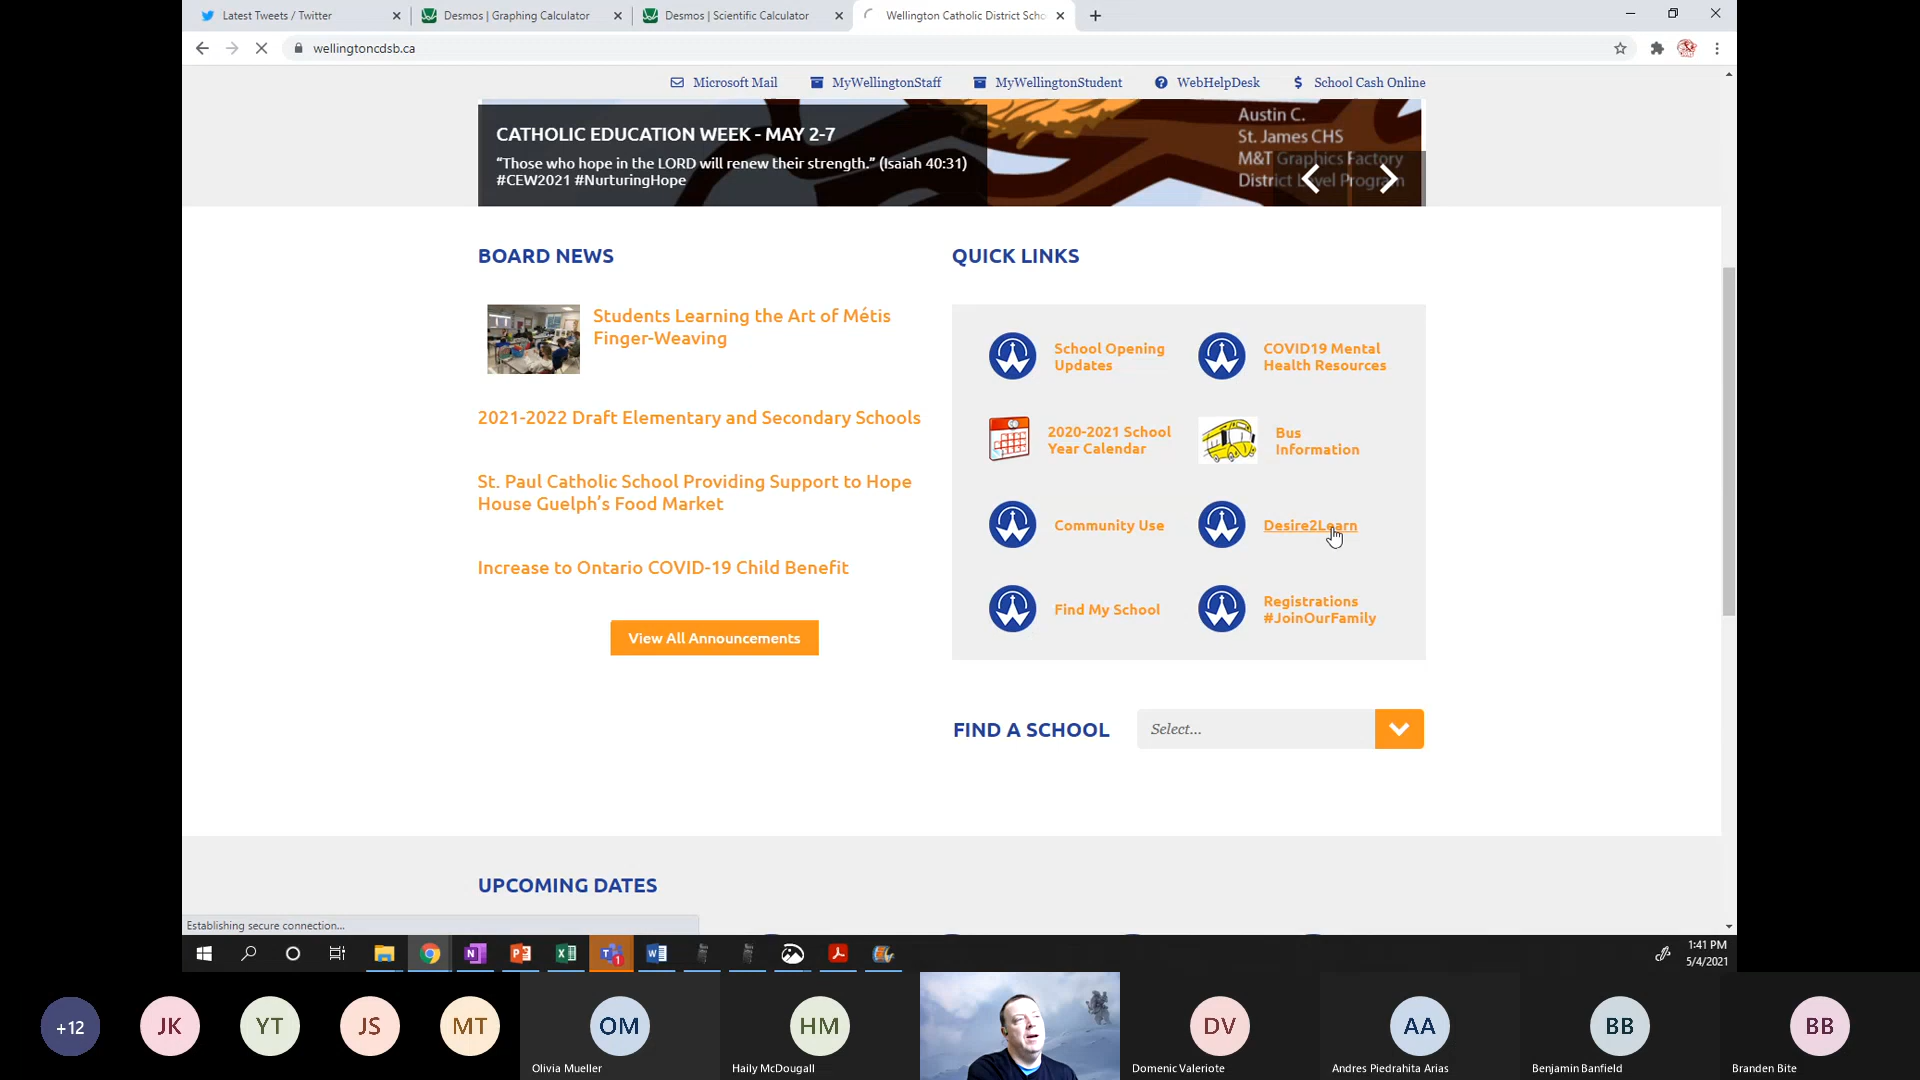 Latest Tweets / Twitter
Desmos | Graphing Calculator
Desmos | Scientific Calculator
Wellington Catholic District Scho
wellingtoncdsb.ca
Microsoft Mail
MyWellingtonStaff
MyWellingtonStudent
WebHelpDesk
School Cash Online
CATHOLIC EDUCATION WEEK - MAY 2-7
“Those who hope in the LORD will renew their strength.” (Isaiah 40:31)
#CEW2021 #NurturingHope
Austin C.
St. James CHS
M&T Graphics Factory
District Level Program
BOARD NEWS
Students Learning the Art of Métis
Finger-Weaving
2021-2022 Draft Elementary and Secondary Schools
St. Paul Catholic School Providing Support to Hope
House Guelph’s Food Market
Increase to Ontario COVID-19 Child Benefit
View All Announcements
QUICK LINKS
School Opening
Updates
COVID19 Mental
Health Resources
2020-2021 School
Year Calendar
Bus
Information
Community Use
Desire2Learn
Find My School
Registrations
#JoinOurFamily
FIND A SCHOOL
Select...
UPCOMING DATES
Establishing secure connection...
1:41 PM
5/4/2021
+12
JK
YT
JS
MT
OM
Olivia Mueller
HM
Haily McDougall
DV
Domenic Valeriote
AA
Andres Piedrahita Arias
BB
Benjamin Banfield
BB
Branden Bite